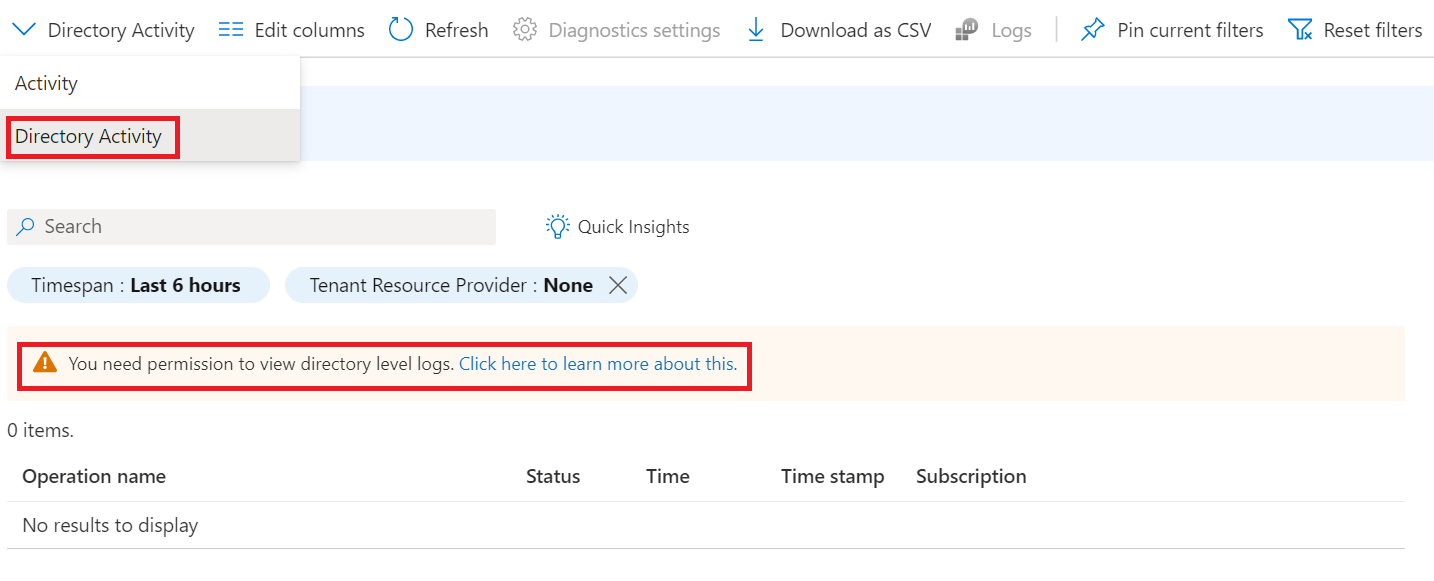 Directory Activity Edit columns Refresh Diagnostics settings Download as CSV Logs Pin current filters Reset filters
Activity
Directory Activity
Search Quick Insights
Timespan : Last 6 hours Tenant Resource Provider : None
You need permission to view directory level logs. Click here to learn more about this.
0 items.
Operation name Status Time Time stamp Subscription
No results to display